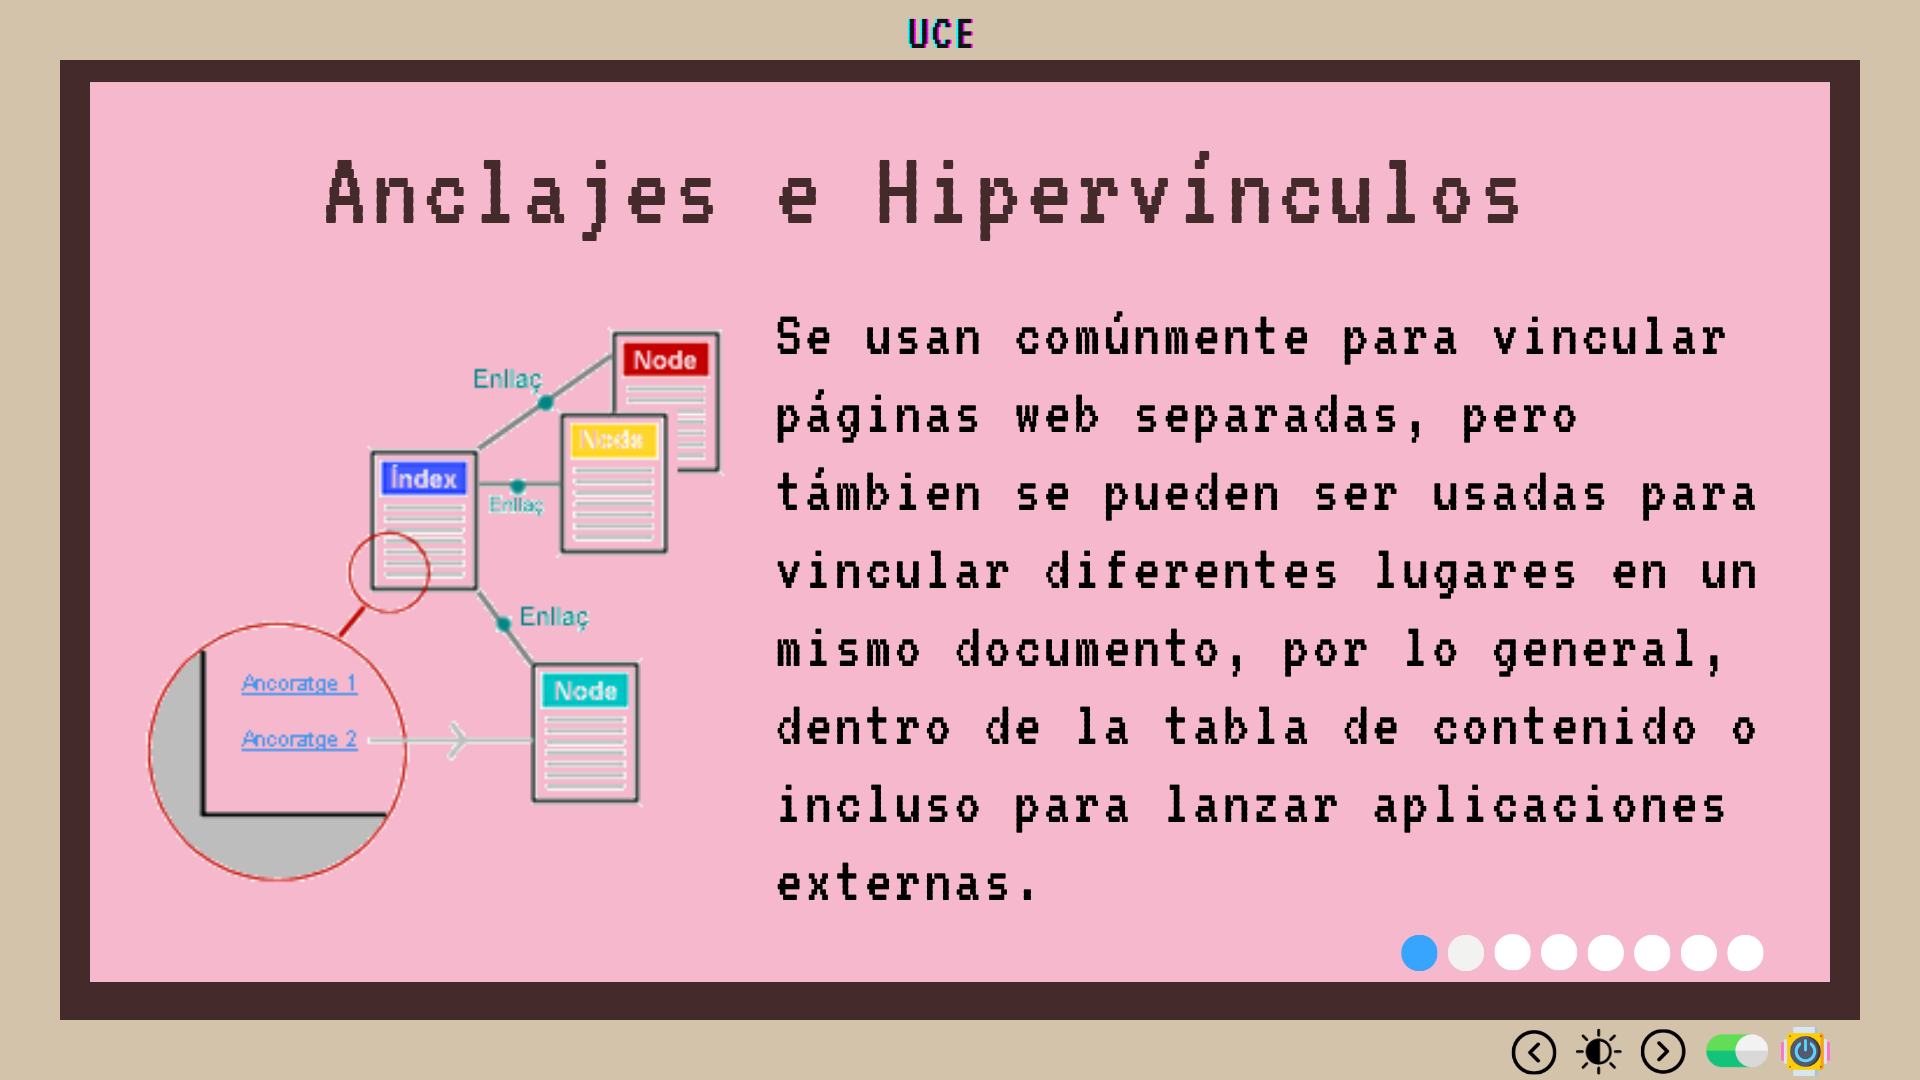 UCE
Anclajes e Hipervínculos
Se usan comúnmente para vincular
páginas web separadas, pero
támbien se pueden ser usadas para
vincular diferentes lugares en un
mismo documento, por lo general,
dentro de la tabla de contenido o
incluso para lanzar aplicaciones
externas.
Node
Enllaç
Node
Índex
Enllaç
Enllaç
Node
Ancoratge 1
Ancoratge 2